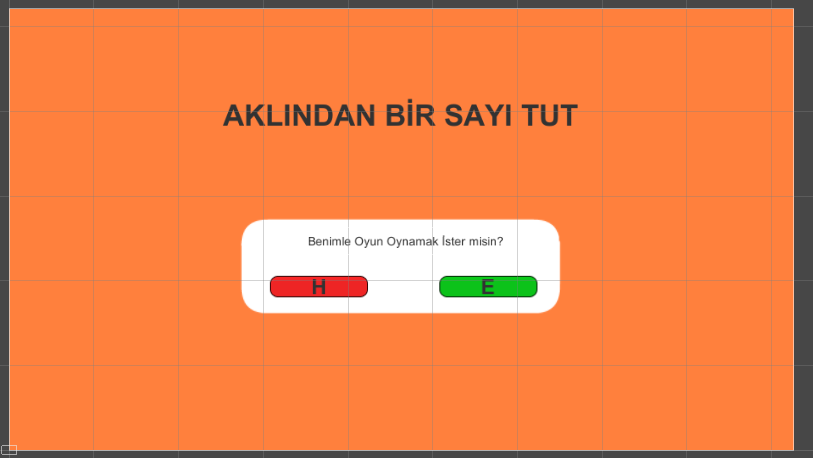 AKLINDAN BİR SAYI TUT
Benimle Oyun Oynamak İster misin?
H E